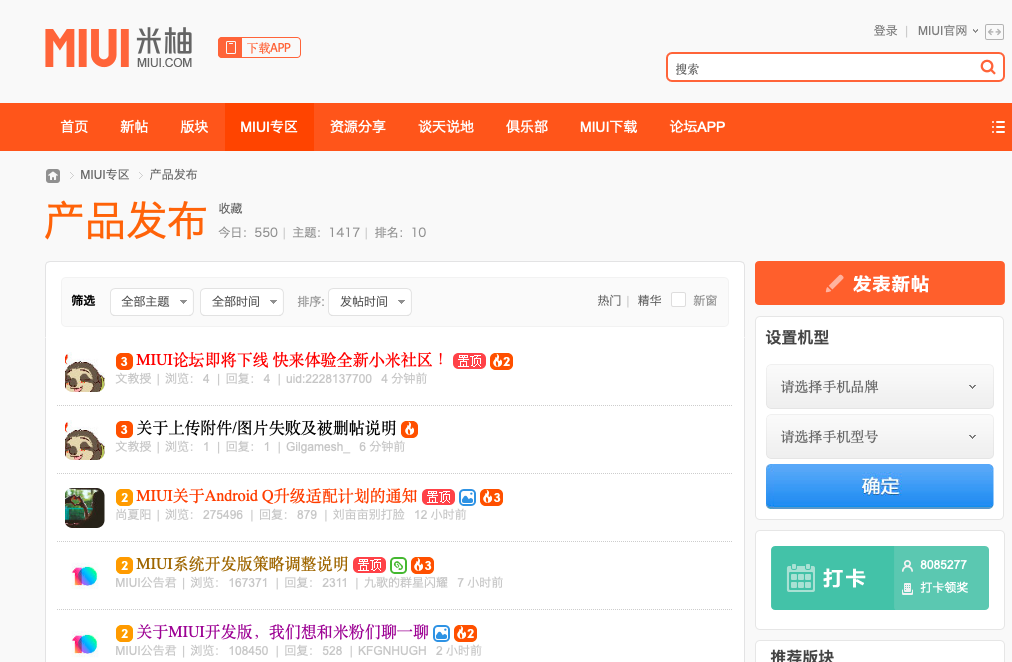 MIUI 米柚 MIUI.COM
下载APP
登录 | MIUI官网
搜索
首页 新帖 版块 MIUI专区 资源分享 谈天说地 俱乐部 MIUI下载 论坛APP
MIUI专区 产品发布
产品发布 收藏
今日: 550 | 主题: 1417 | 排名: 10
筛选 全部主题 全部时间 排序: 发帖时间 热门 | 精华 新窗
3 MIUI论坛即将下线 快来体验全新小米社区！ 置顶 2
文教授 | 浏览: 4 | 回复: 4 | uid:2228137700 4 分钟前
3 关于上传附件/图片失败及被删帖说明
文教授 | 浏览: 1 | 回复: 1 | Gilgamesh_ 6 分钟前
2 MIUI关于Android Q升级适配计划的通知 置顶 3
尚夏阳 | 浏览: 275496 | 回复: 879 | 刘亩亩别打脸 12 小时前
2 MIUI系统开发版策略调整说明 置顶 3
MIUI公告君 | 浏览: 167371 | 回复: 2311 | 九歌的群星闪耀 7 小时前
2 关于MIUI开发版，我们想和米粉们聊一聊 2
MIUI公告君 | 浏览: 108450 | 回复: 528 | KFGNHUGH 2 小时前
发表新帖
设置机型
请选择手机品牌
请选择手机型号
确定
打卡
8085277
打卡领奖
推荐版块